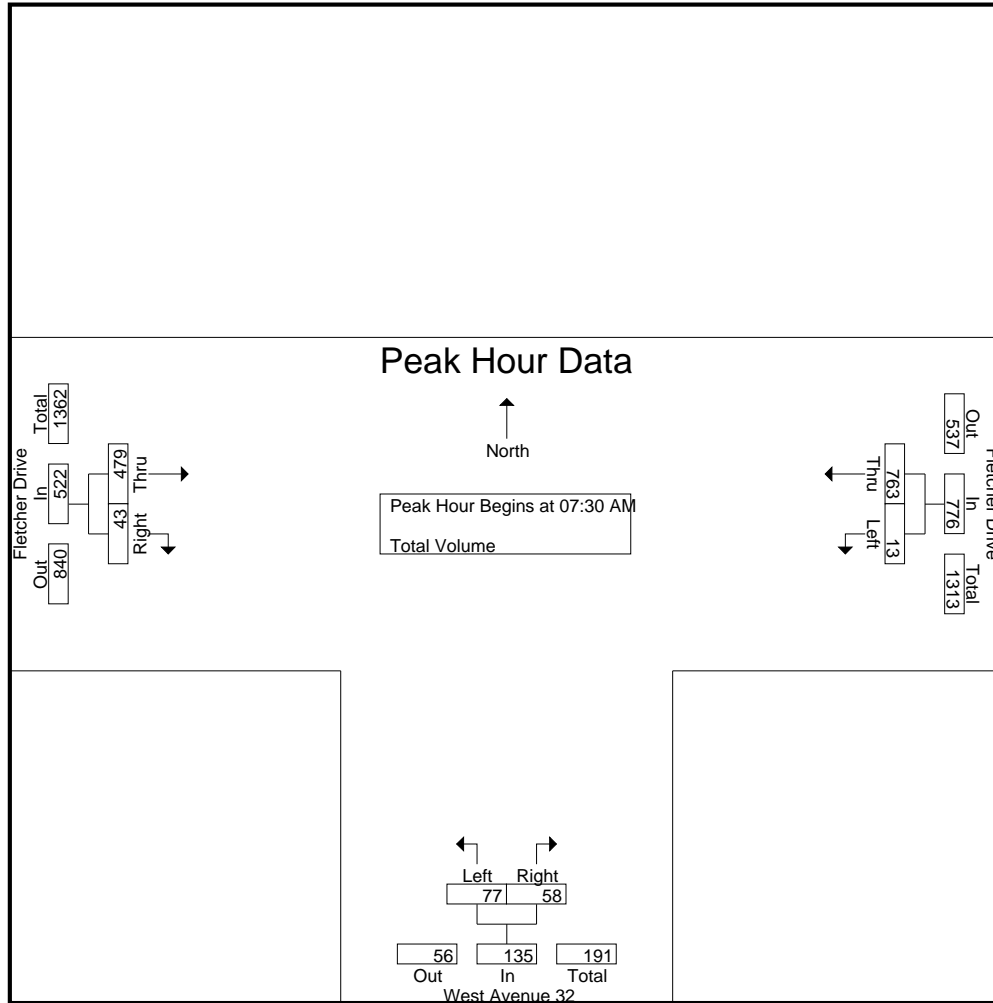 Peak Hour Data
North
Peak Hour Begins at 07:30 AM
Total Volume
Fletcher Drive
Total
1362
In
522
Out
840
479
Thru
43
Right
Fletcher Drive
Out
537
In
776
Total
1313
763
Thru
13
Left
Left Right
77 58
56 135 191
Out In Total
West Avenue 32